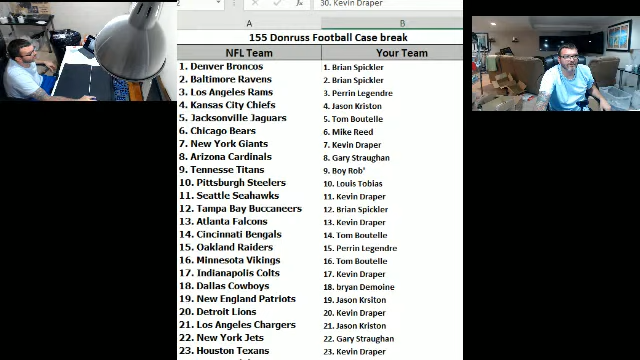 30. Kevin Draper
A B
155 Donruss Football Case break
NFL Team Your Team
1. Denver Broncos 1. Brian Spickler
2. Baltimore Ravens 2. Brian Spickler
3. Los Angeles Rams 3. Perrin Legendre
4. Kansas City Chiefs 4. Jason Kriston
5. Jacksonville Jaguars 5. Tom Boutelle
6. Chicago Bears 6. Mike Reed
7. New York Giants 7. Kevin Draper
8. Arizona Cardinals 8. Gary Straughan
9. Tennesse Titans 9. Boy Rob'
10. Pittsburgh Steelers 10. Louis Tobias
11. Seattle Seahawks 11. Kevin Draper
12. Tampa Bay Buccaneers 12. Brian Spickler
13. Atlanta Falcons 13. Kevin Draper
14. Cincinnati Bengals 14. Tom Boutelle
15. Oakland Raiders 15. Perrin Legendre
16. Minnesota Vikings 16. Tom Boutelle
17. Indianapolis Colts 17. Kevin Draper
18. Dallas Cowboys 18. bryan Demoine
19. New England Patriots 19. Jason Krsiton
20. Detroit Lions 20. Kevin Draper
21. Los Angeles Chargers 21. Jason Kriston
22. New York Jets 22. Gary Straughan
23. Houston Texans 23. Kevin Draper